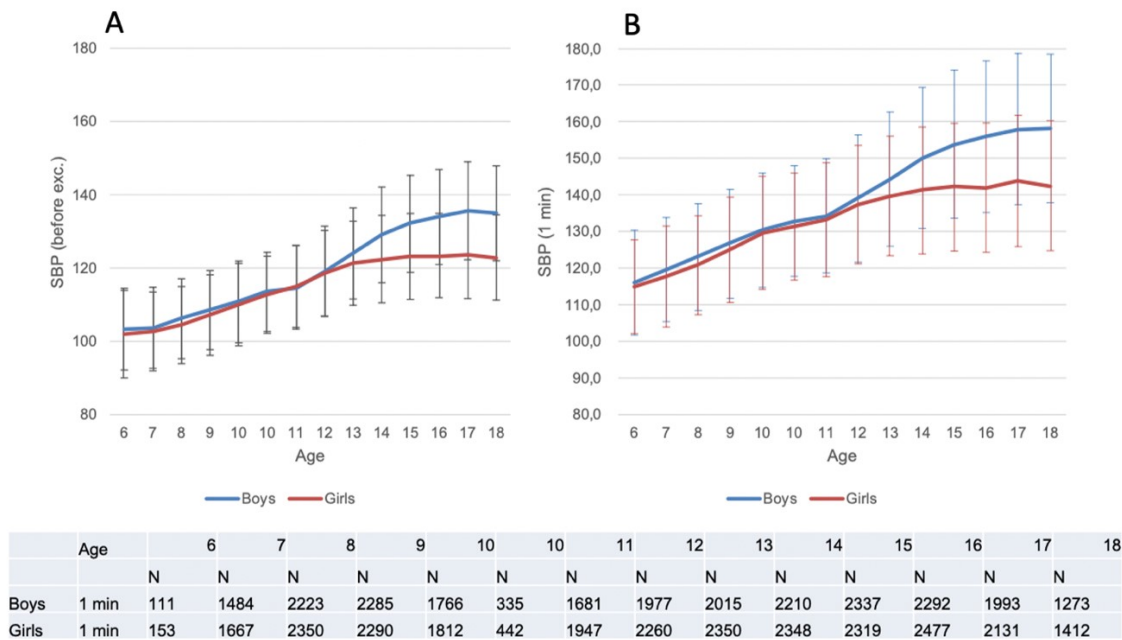 A
180
160
140
120
100
80
SBP (before exc.)
6 7 8 9 10 10 11 12 13 14 15 16 17 18
Age
Boys Girls
B
180,0
170,0
160,0
150,0
140,0
130,0
120,0
110,0
100,0
90,0
80,0
SBP (1 min)
6 7 8 9 10 10 11 12 13 14 15 16 17 18
Age
Boys Girls
Age 6 7 8 9 10 10 11 12 13 14 15 16 17 18
N N N N N N N N N N N N N N
Boys 1 min 111 1484 2223 2285 1766 335 1681 1977 2015 2210 2337 2292 1993 1273
Girls 1 min 153 1667 2350 2290 1812 442 1947 2260 2350 2348 2319 2477 2131 1412